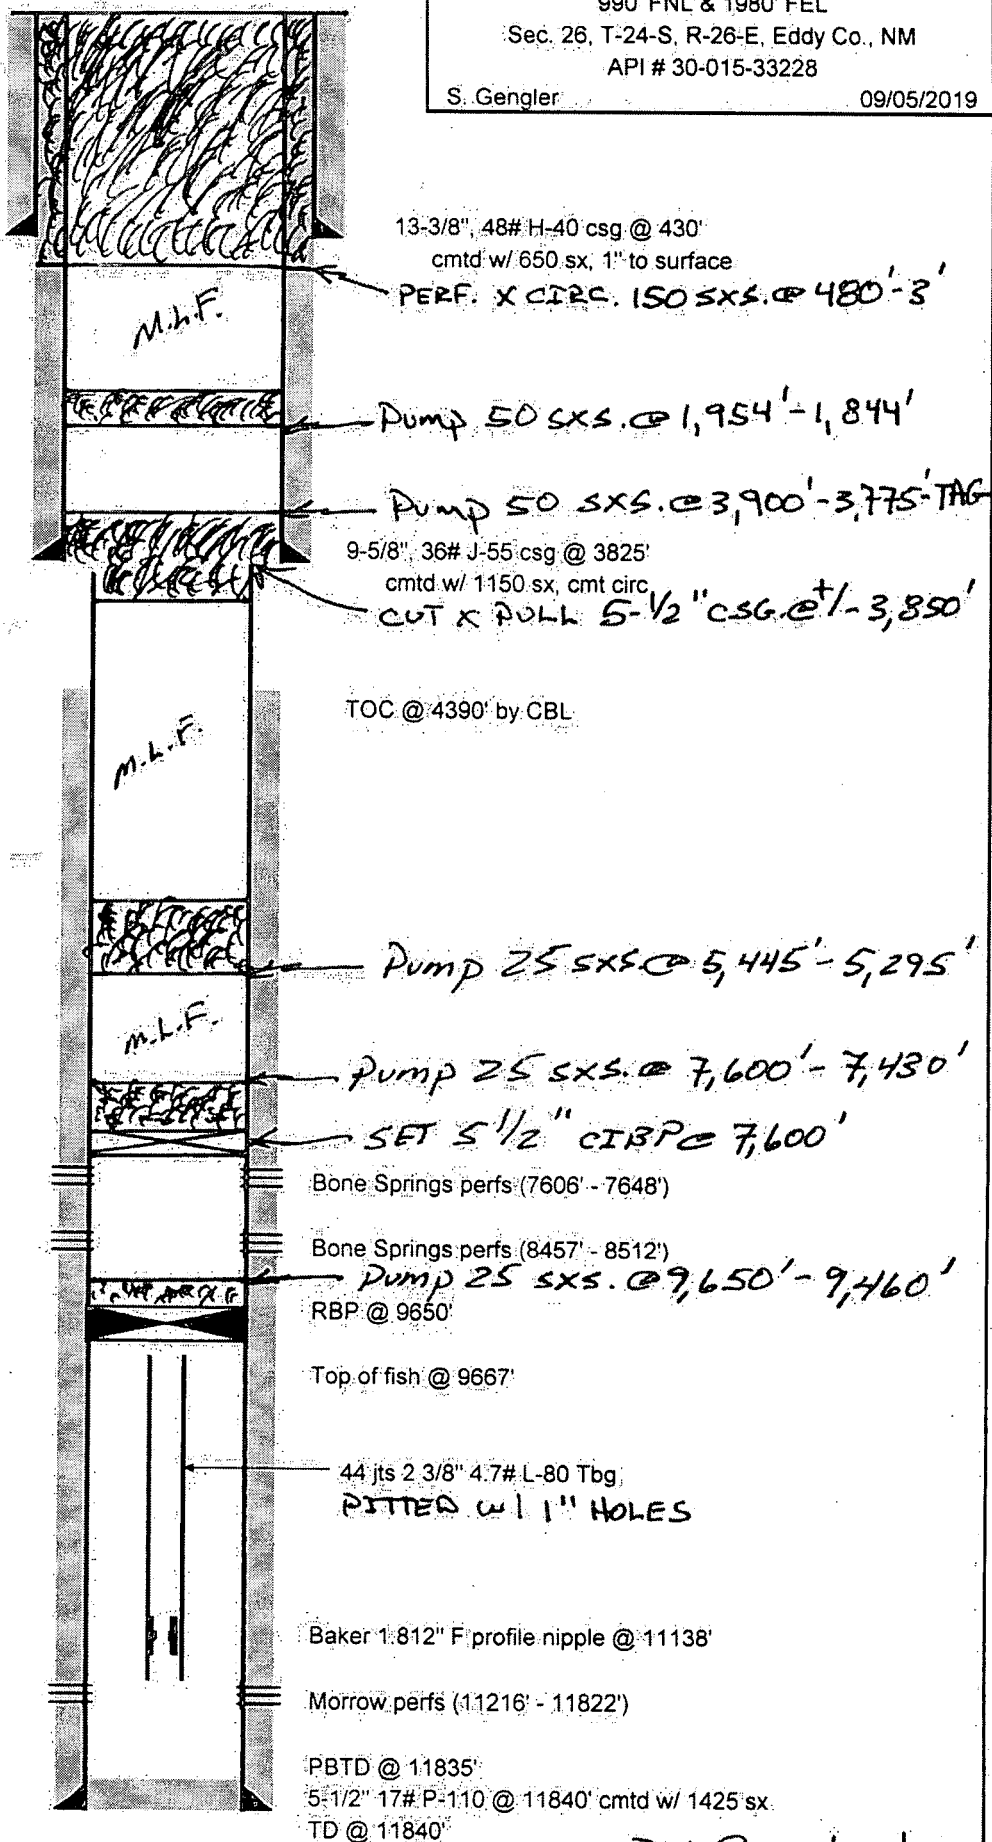 990' FNL & 1980' FEL
Sec. 26, T-24-S, R-26-E, Eddy Co., NM
API # 30-015-33228
S. Gengler 09/05/2019
13-3/8", 48# H-40 csg @ 430'
cmtd w/ 650 sx, 1" to surface
PERF. X CIRC. 150 SXS. @ 480'-3'
M.L.F.
Pump 50 SXS. @ 1,954'-1,844'
Pump 50 SXS. @ 3,900'-3,775'-TAG
9-5/8", 36# J-55 csg @ 3825'
cmtd w/ 1150 sx, cmt circ
CUT X PULL 5-1/2" CSG. @ +/- 3,850'
TOC @ 4390' by CBL
M.L.F.
Pump 25 SXS. @ 5,445'-5,295'
M.L.F.
Pump 25 SXS. @ 7,600'-7,430'
SET 5 1/2" CIBP @ 7,600'
Bone Springs perfs (7606' - 7648')
Bone Springs perfs (8457' - 8512')
Pump 25 SXS. @ 9,650'-9,460'
RBP @ 9650'
Top of fish @ 9667'
44 jts 2 3/8" 4.7# L-80 Tbg
PITTED W/ 1" HOLES
Baker 1.812" F profile nipple @ 11138'
Morrow perfs (11216' - 11822')
PBTD @ 11835'
5-1/2" 17# P-110 @ 11840' cmtd w/ 1425 sx
TD @ 11840'